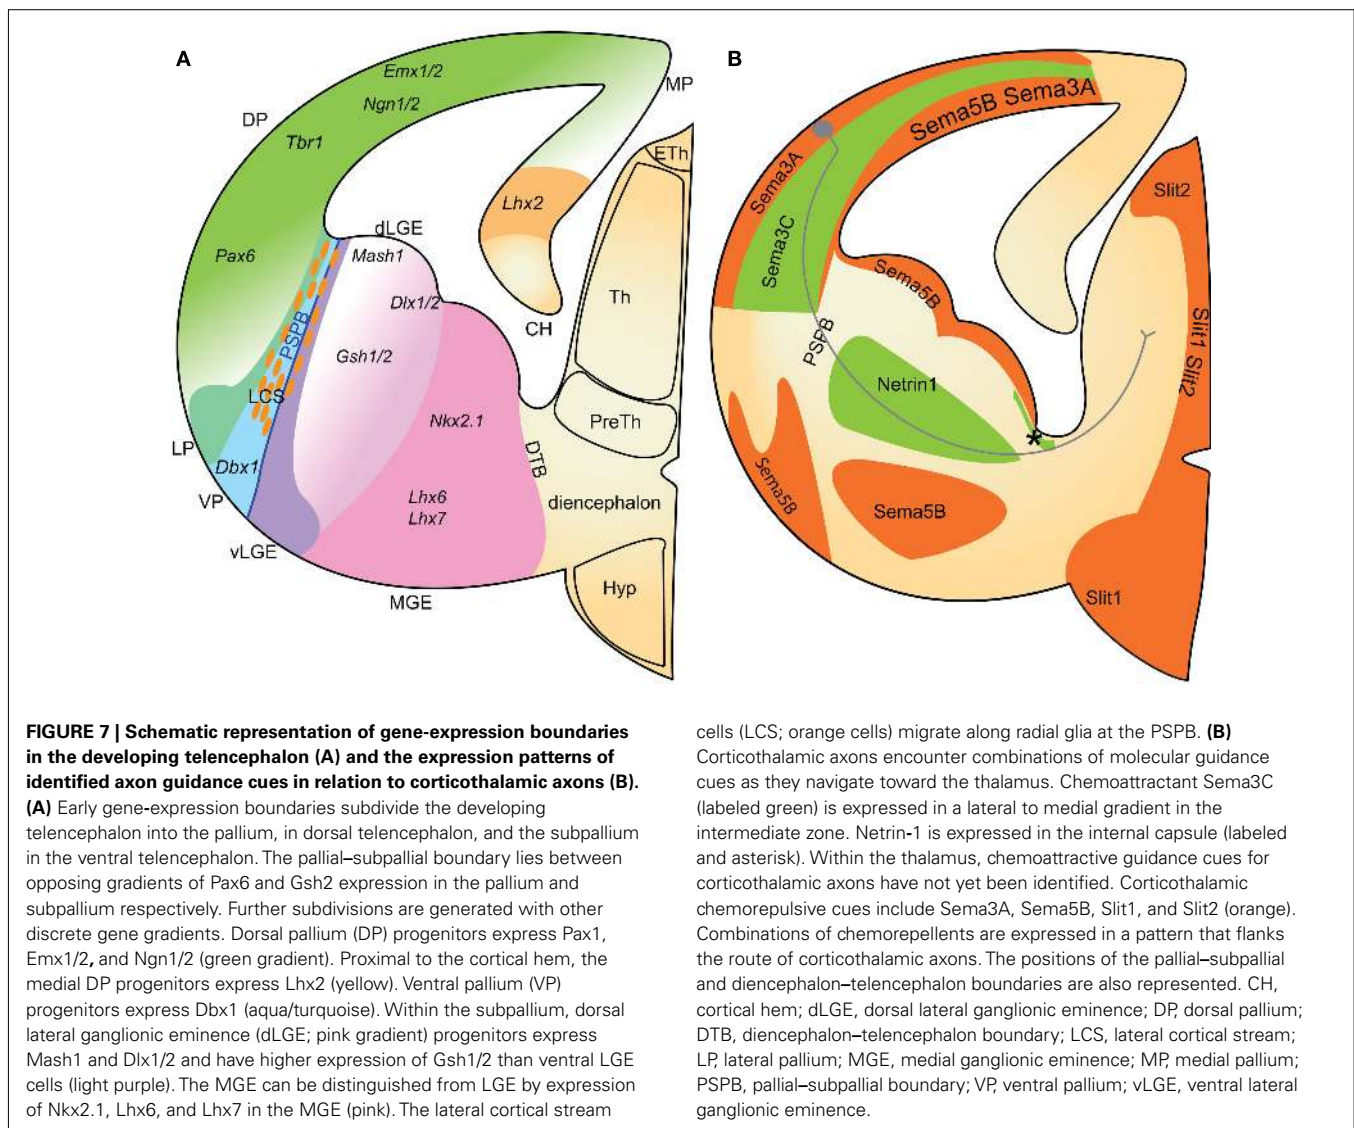 A
Emx1/2
Ngn1/2
MP
DP
Tbr1
ETh
Lhx2
dLGE
Pax6
Mash1
Dlx1/2
Th
CH
PSPB
Gsh1/2
LCS
Nkx2.1
PreTh
LP
Dbx1
DTB
VP
Lhx6
Lhx7
diencephalon
vLGE
Hyp
MGE
B
Sema5B Sema3A
Sema3A
Slit2
Sema3C
Sema5B
PSPB
Slit1 Slit2
Netrin1
*
Sema5B
Sema5B
Slit1
FIGURE 7 | Schematic representation of gene-expression boundaries
in the developing telencephalon (A) and the expression patterns of
identified axon guidance cues in relation to corticothalamic axons (B).
(A) Early gene-expression boundaries subdivide the developing
telencephalon into the pallium, in dorsal telencephalon, and the subpallium
in the ventral telencephalon. The pallial–subpallial boundary lies between
opposing gradients of Pax6 and Gsh2 expression in the pallium and
subpallium respectively. Further subdivisions are generated with other
discrete gene gradients. Dorsal pallium (DP) progenitors express Pax1,
Emx1/2, and Ngn1/2 (green gradient). Proximal to the cortical hem, the
medial DP progenitors express Lhx2 (yellow). Ventral pallium (VP)
progenitors express Dbx1 (aqua/turquoise). Within the subpallium, dorsal
lateral ganglionic eminence (dLGE; pink gradient) progenitors express
Mash1 and Dlx1/2 and have higher expression of Gsh1/2 than ventral LGE
cells (light purple). The MGE can be distinguished from LGE by expression
of Nkx2.1, Lhx6, and Lhx7 in the MGE (pink). The lateral cortical stream
cells (LCS; orange cells) migrate along radial glia at the PSPB. (B)
Corticothalamic axons encounter combinations of molecular guidance
cues as they navigate toward the thalamus. Chemoattractant Sema3C
(labeled green) is expressed in a lateral to medial gradient in the
intermediate zone. Netrin-1 is expressed in the internal capsule (labeled
and asterisk). Within the thalamus, chemoattractive guidance cues for
corticothalamic axons have not yet been identified. Corticothalamic
chemorepulsive cues include Sema3A, Sema5B, Slit1, and Slit2 (orange).
Combinations of chemorepellents are expressed in a pattern that flanks
the route of corticothalamic axons. The positions of the pallial–subpallial
and diencephalon–telencephalon boundaries are also represented. CH,
cortical hem; dLGE, dorsal lateral ganglionic eminence; DP, dorsal pallium;
DTB, diencephalon–telencephalon boundary; LCS, lateral cortical stream;
LP, lateral pallium; MGE, medial ganglionic eminence; MP, medial pallium;
PSPB, pallial–subpallial boundary; VP, ventral pallium; vLGE, ventral lateral
ganglionic eminence.